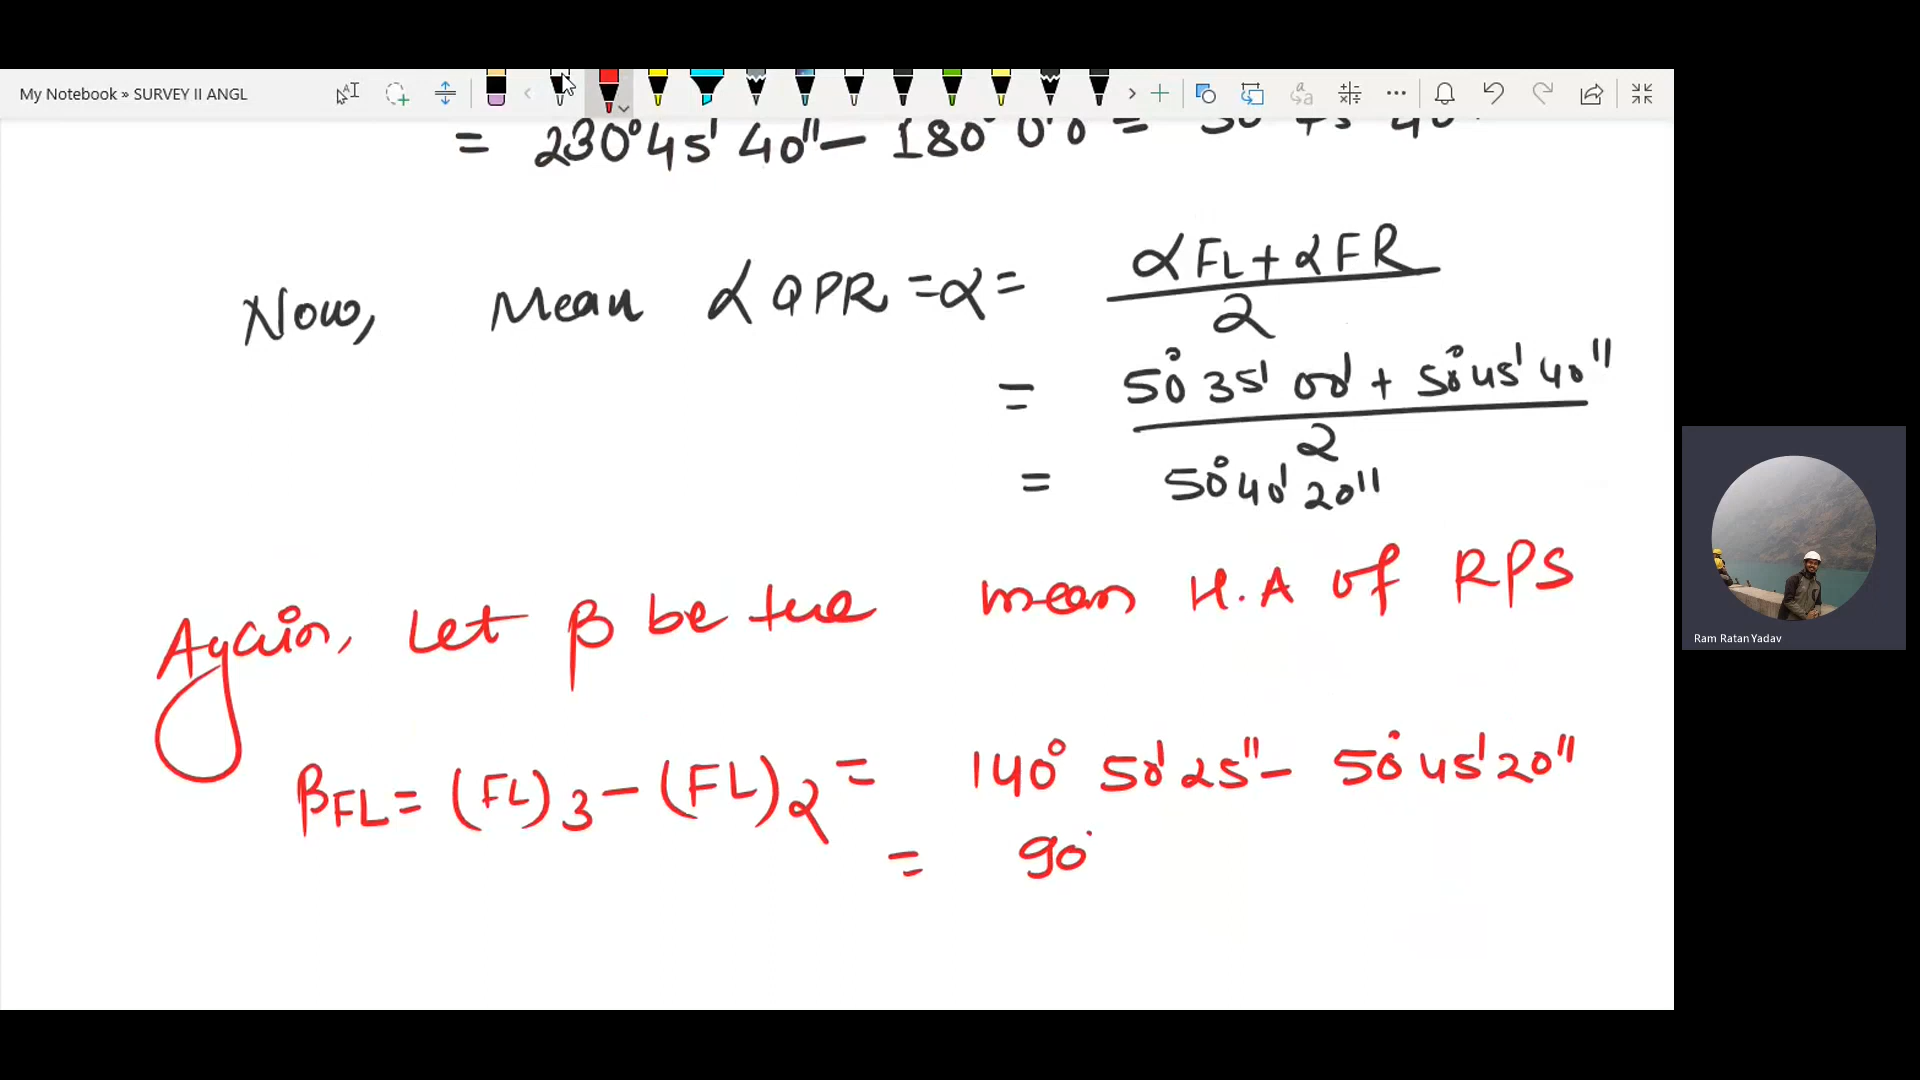 My Notebook » SURVEY II ANGL
= 230° 45' 40" – 180° 0' 0 =
Now, Mean ∠QPR = α = αFL + αFR / 2
= 50° 35' 00" + 50° 45' 40" / 2
= 50° 40' 20"
Again, Let β be the mean H.A of RPS
βFL = (FL)3 – (FL)2 = 140° 50' 25" – 50° 45' 20"
= 90°
Ram Ratan Yadav